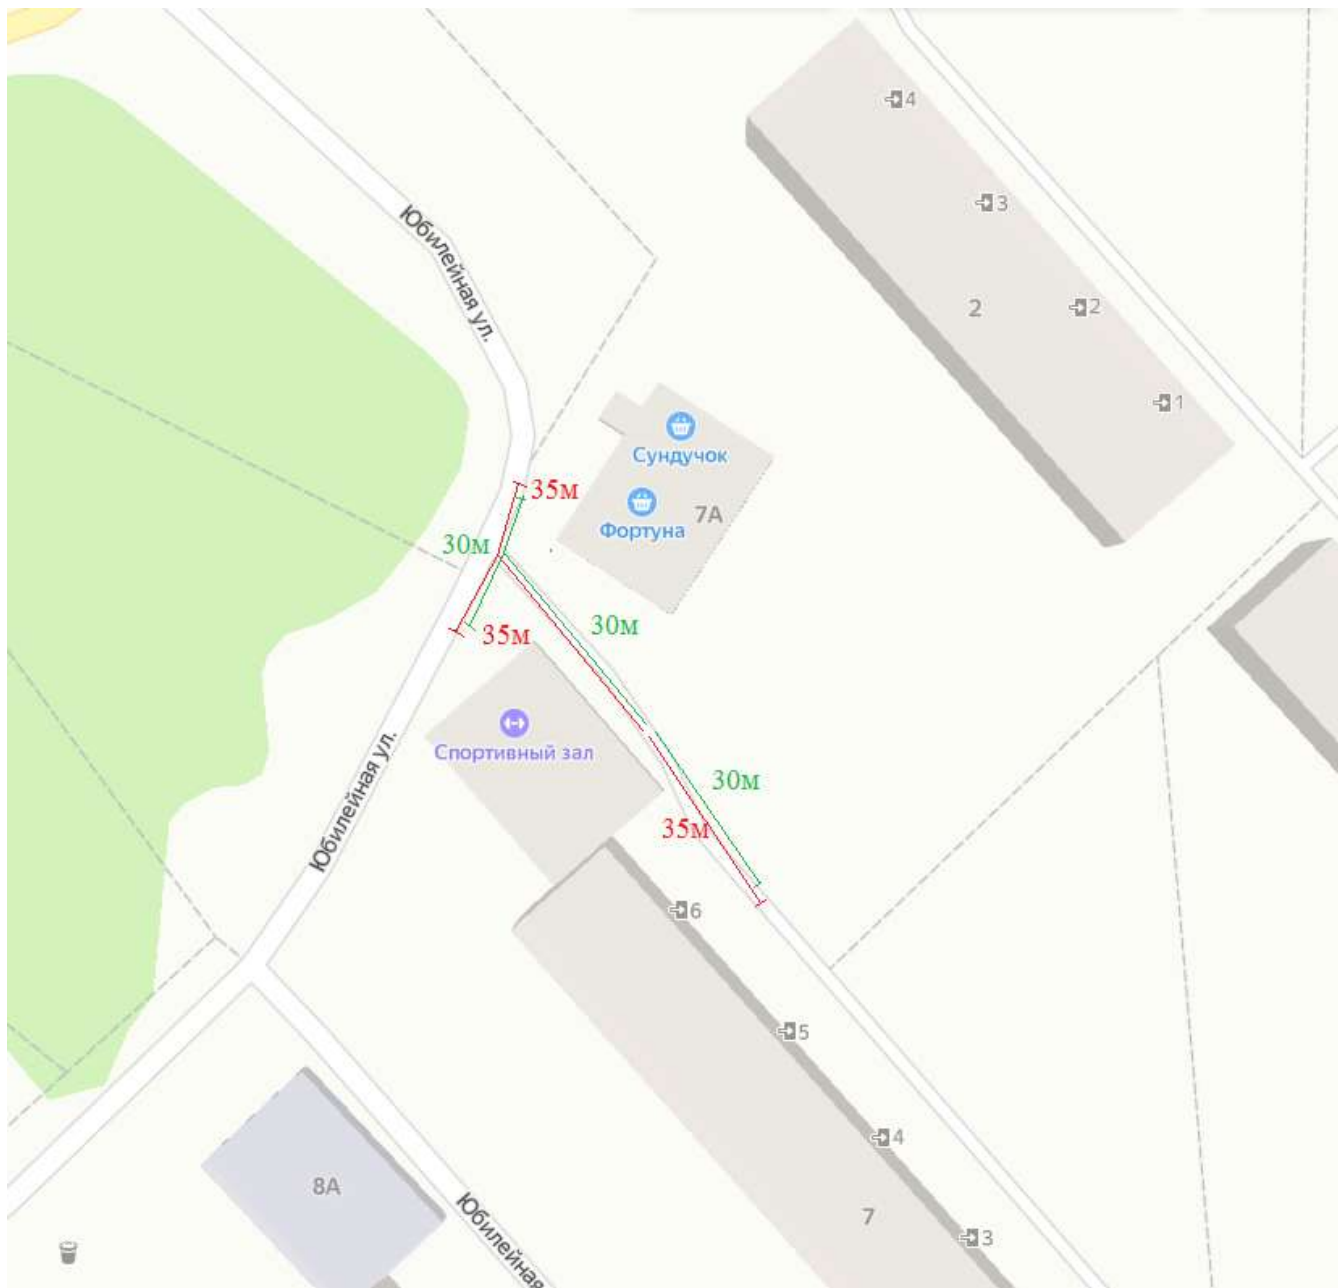 4
3
Юбилейная ул.
2
2
1
Сундучок
35м
Фортуна
7А
30м
30м
35м
Спортивный зал
Юбилейная ул.
30м
35м
6
5
4
8А
Юбилейная
7
3